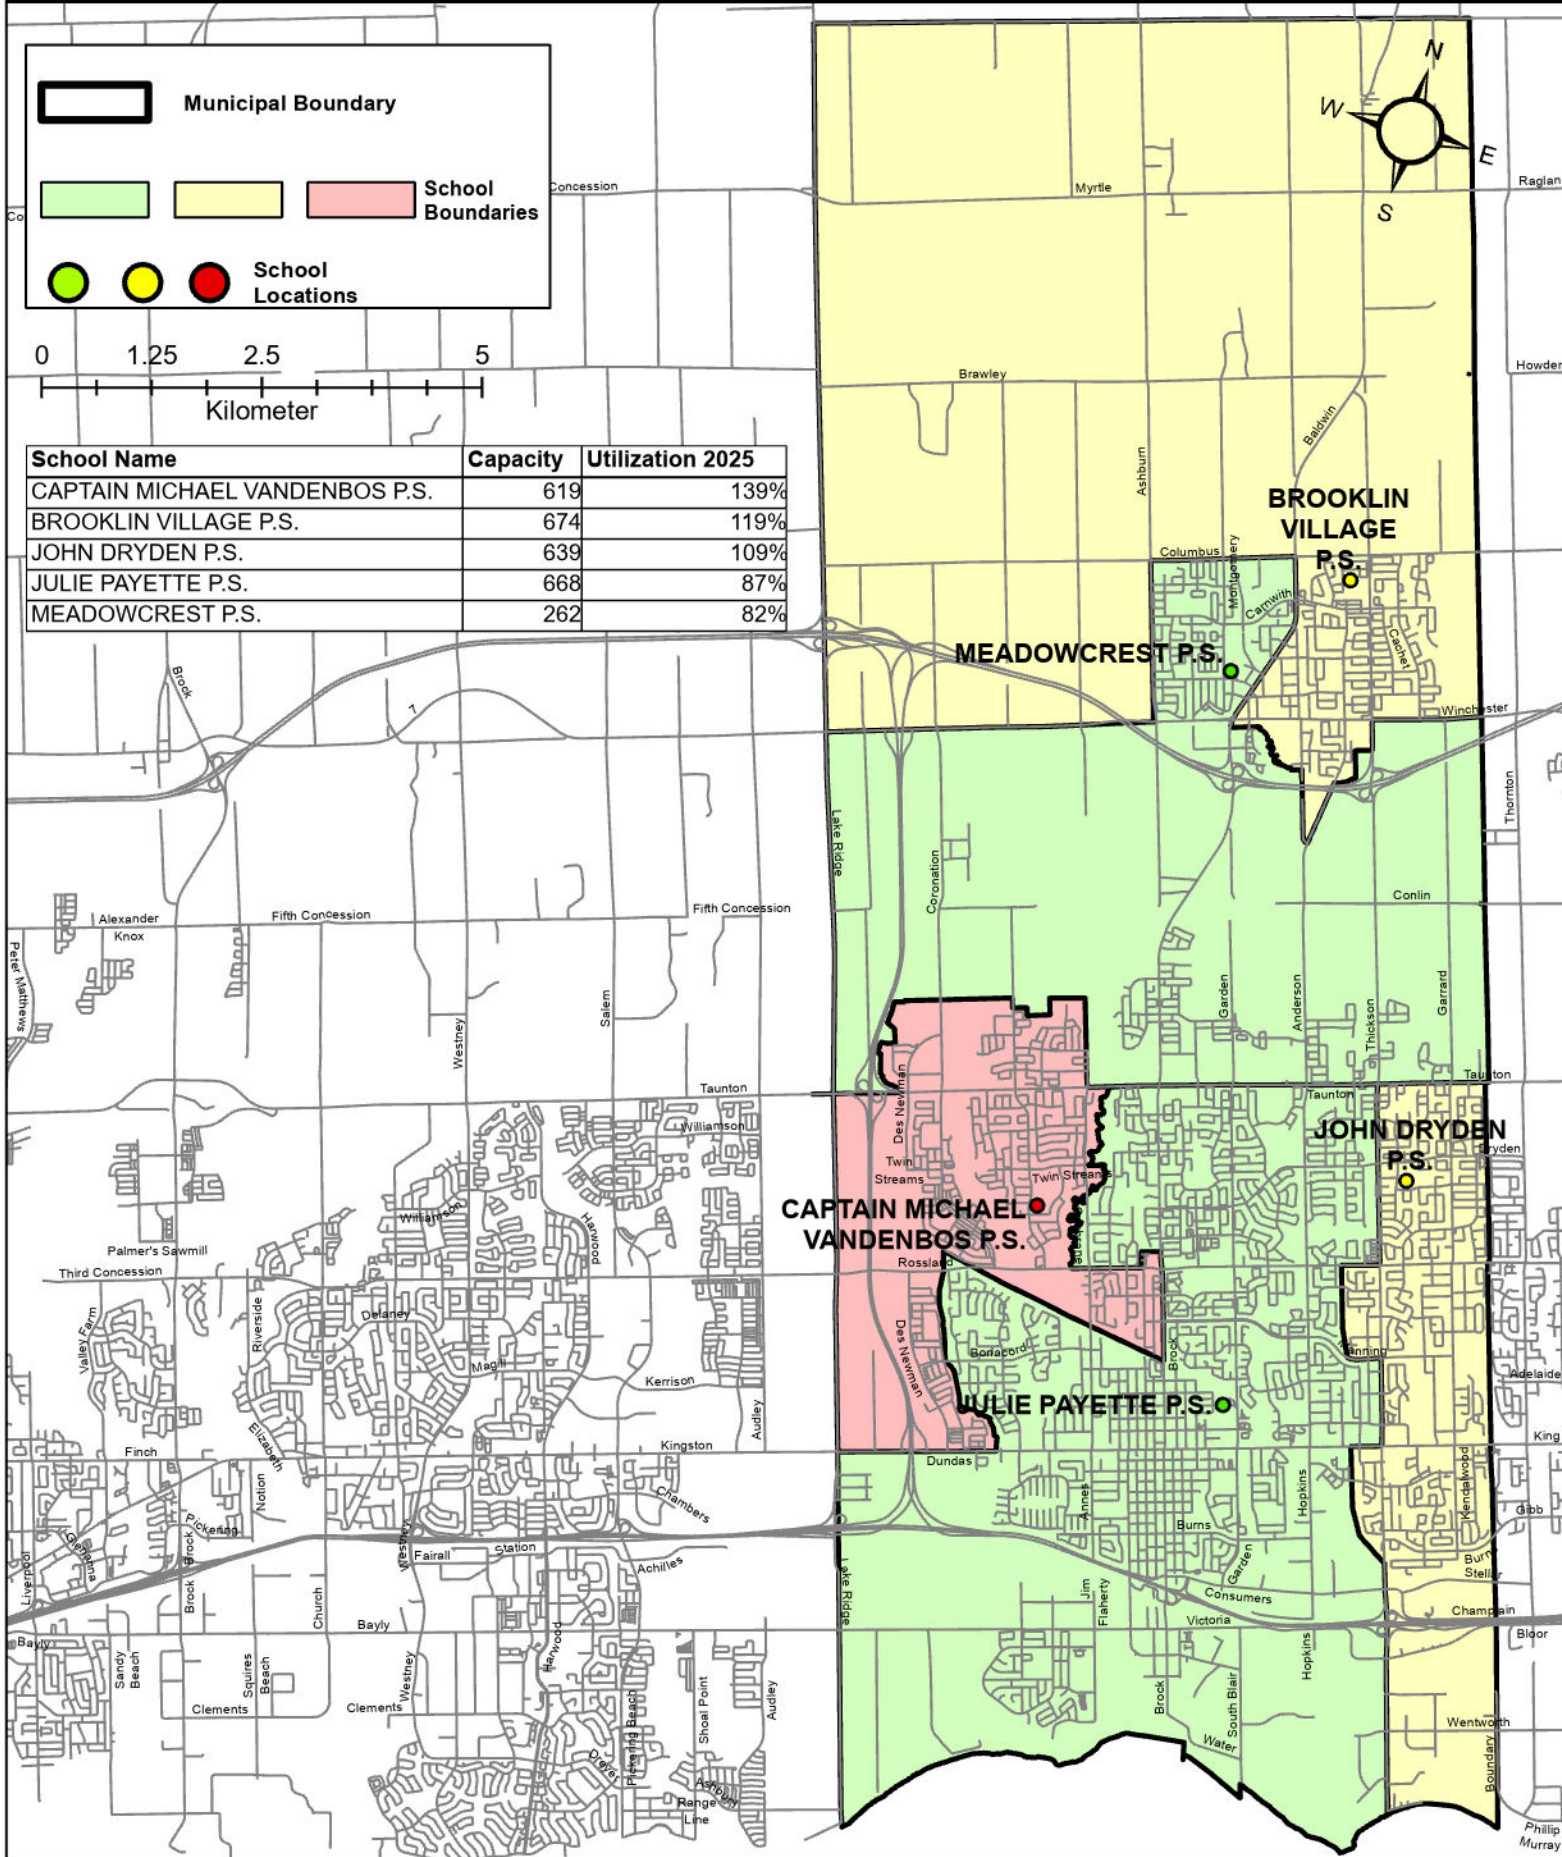 Municipal Boundary
School
Boundaries
School
Locations
0 1.25 2.5 5
Kilometer
School Name Capacity Utilization 2025
CAPTAIN MICHAEL VANDENBOS P.S. 619 139%
BROOKLIN VILLAGE P.S. 674 119%
JOHN DRYDEN P.S. 639 109%
JULIE PAYETTE P.S. 668 87%
MEADOWCREST P.S. 262 82%
N
W
E
S
Co
Concession
Myrtle
Raglan
Brawley
Howden
Baldwin
Ashburn
BROOKLIN
VILLAGE
P.S.
Columbus
Montgomery
Carnwith
Cachet
MEADOWCREST P.S.
Winchester
Brock
7
Lake Ridge
Thornton
Coronation
Conlin
Alexander
Knox
Fifth Concession
Fifth Concession
Peter Matthews
Westney
Salem
Garden
Anderson
Thickson
Garrard
Taunton
Taunton
Taunton
Des Newman
Williamson
JOHN DRYDEN
P.S.
Dryden
Twin
Streams
Twin Streams
CAPTAIN MICHAEL
VANDENBOS P.S.
Williamson
Harwood
Palmer's Sawmill
Third Concession
Rossland
Valley Farm
Riverside
Delaney
Magill
Kerrison
Audley
Des Newman
Bonacord
Brock
Manning
Adelaide
JULIE PAYETTE P.S.
Elizabeth
Finch
Kingston
Dundas
King
Notion
Pickering
Chambers
Annes
Hopkins
Kendalwood
Gibb
Burns
Glenanna
Liverpool
Brock
Brock
Westney
Fairall
Station
Achilles
Garden
Burns
Stellar
Lake Ridge
Jim
Flaherty
Consumers
Victoria
Champlain
Bloor
Church
Bayly
Bayly
Sandy
Beach
Squires
Beach
Harwood
Westney
Hopkins
Clements
Clements
Pickering Beach
Shoal Point
Audley
Brock
South Blair
Water
Wentworth
Boundary
Dreyer
Ashbury
Range
Line
Phillip
Murray